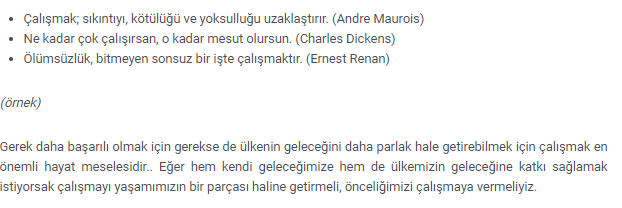 • Çalışmak; sıkıntıyı, kötülüğü ve yoksulluğu uzaklaştırır. (Andre Maurois)
• Ne kadar çok çalışırsan, o kadar mesut olursun. (Charles Dickens)
• Ölümsüzlük, bitmeyen sonsuz bir işte çalışmaktır. (Ernest Renan)
(örnek)
Gerek daha başarılı olmak için gerekse de ülkenin geleceğini daha parlak hale getirebilmek için çalışmak en
önemli hayat meselesidir.. Eğer hem kendi geleceğimize hem de ülkemizin geleceğine katkı sağlamak
istiyorsak çalışmayı yaşamımızın bir parçası haline getirmeli, önceliğimizi çalışmaya vermeliyiz.